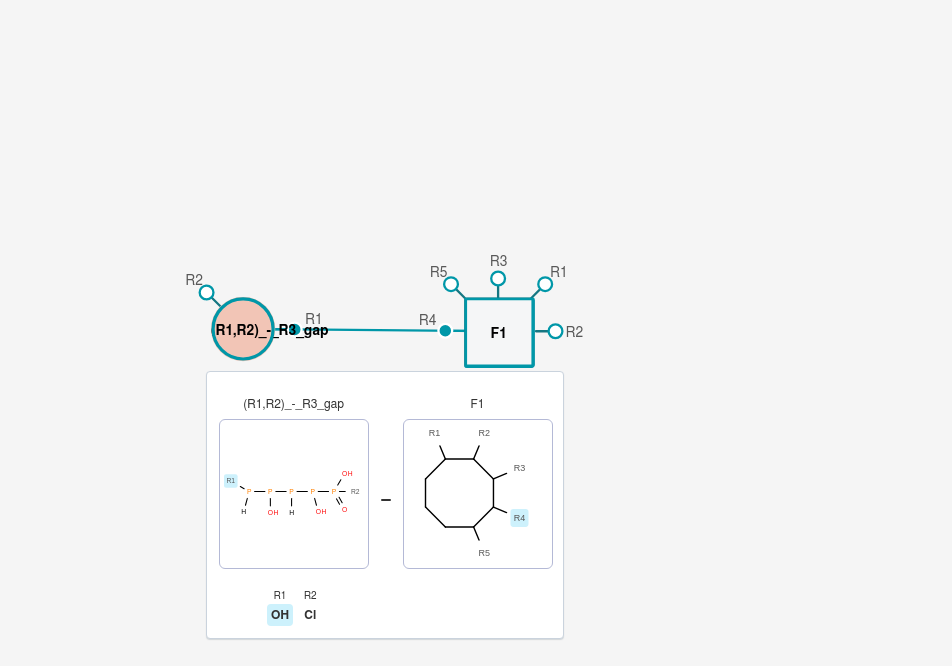 R3
R5
R1
R2
R1
R4
(R1,R2)_-_R3_gap
F1
R2
(R1,R2)_-_R3_gap
F1
R1
R2
R3
R4
R5
R1
P
P
P
P
P
R2
OH
O
H
OH
H
OH
–
R1
R2
OH
Cl